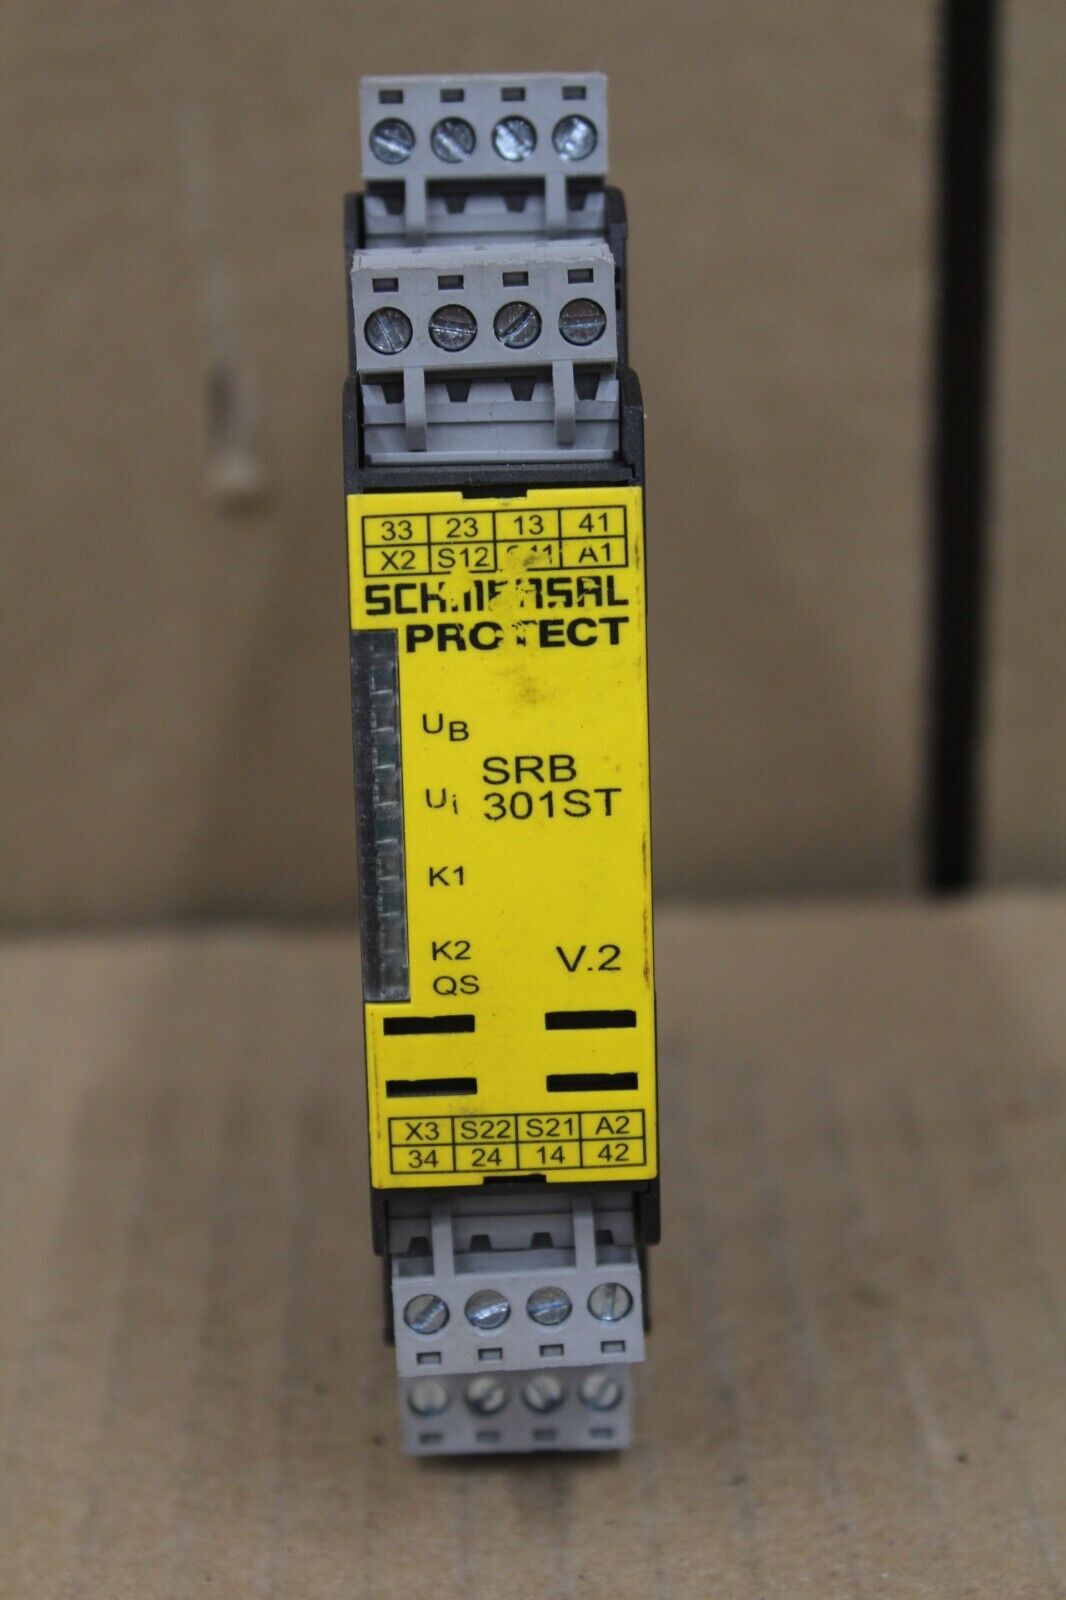 33 23 13 41
X2 S12 S11 A1
SCHMERSAL
PROTECT
UB
SRB
Ui 301ST
K1
K2 V.2
QS
X3 S22 S21 A2
34 24 14 42